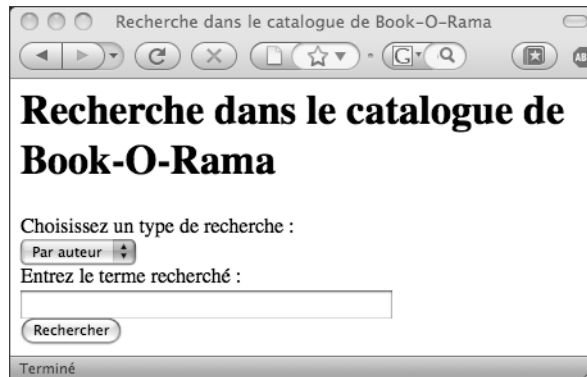 Recherche dans le catalogue de Book-O-Rama
G
Recherche dans le catalogue de
Book-O-Rama
Choisissez un type de recherche :
Par auteur
Entrez le terme recherché :
Rechercher
Terminé